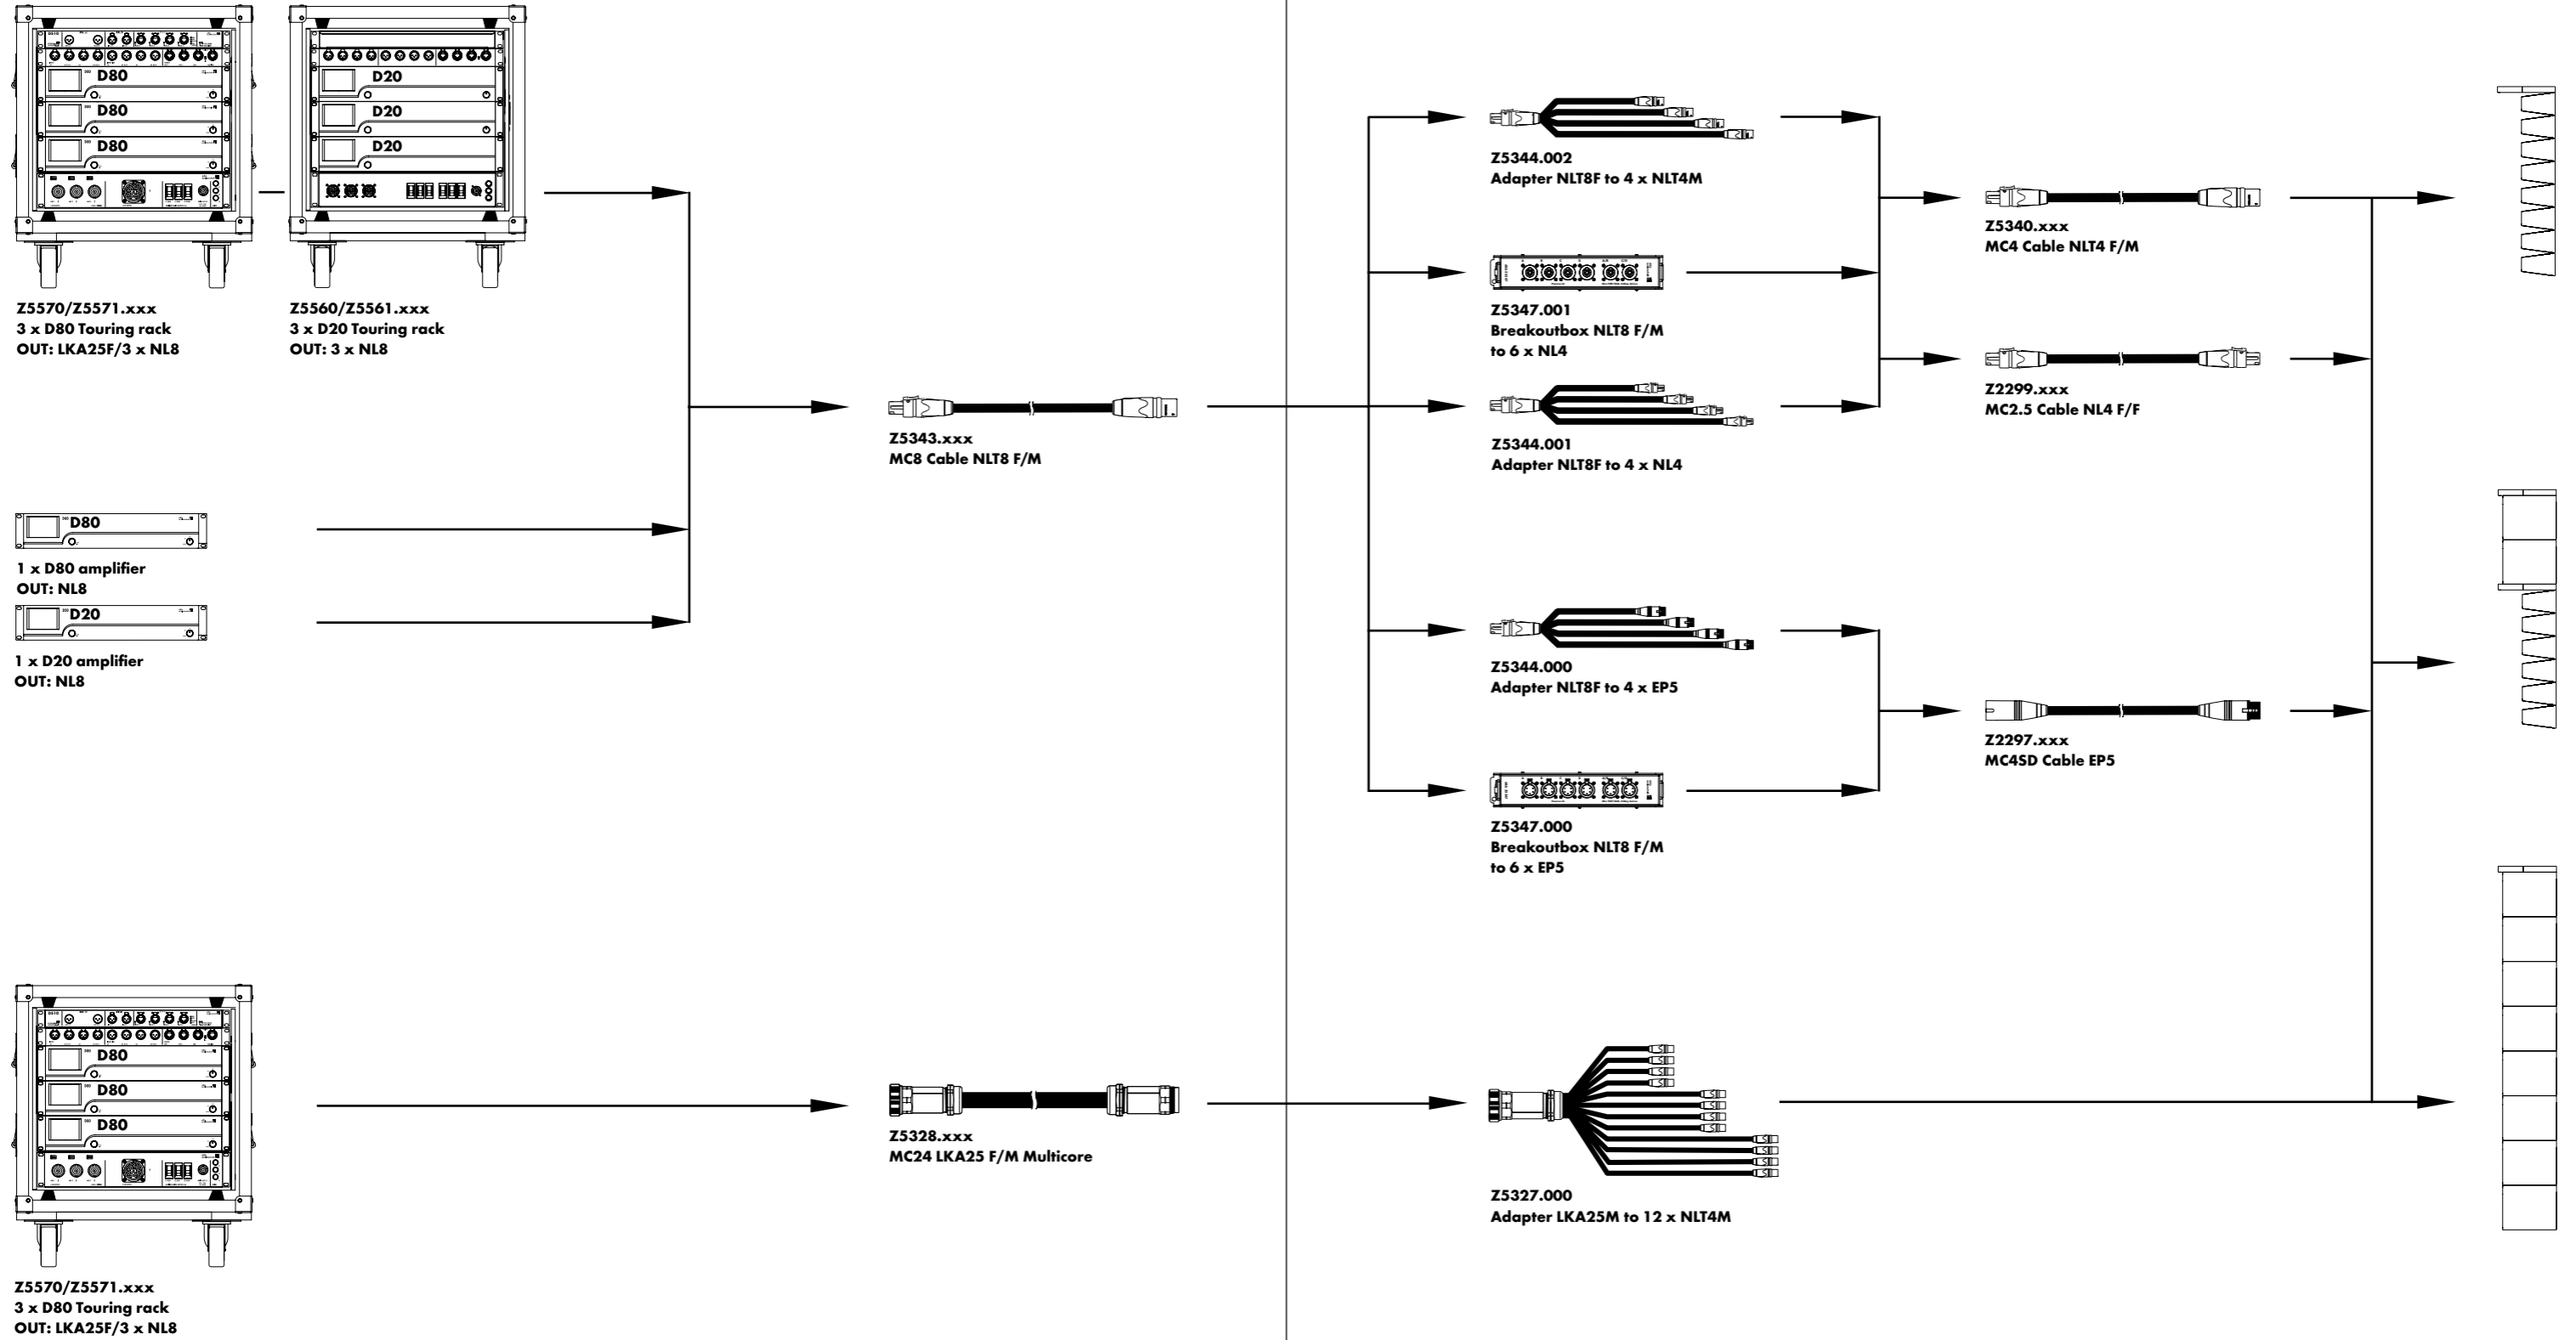 D80
D80
D80
Z5570/Z5571.xxx
3 x D80 Touring rack
OUT: LKA25F/3 x NL8
D20
D20
D20
Z5560/Z5561.xxx
3 x D20 Touring rack
OUT: 3 x NL8
D80
1 x D80 amplifier
OUT: NL8
D20
1 x D20 amplifier
OUT: NL8
Z5343.xxx
MC8 Cable NLT8 F/M
Z5344.002
Adapter NLT8F to 4 x NLT4M
Z5347.001
Breakoutbox NLT8 F/M
to 6 x NL4
Z5344.001
Adapter NLT8F to 4 x NL4
Z5344.000
Adapter NLT8F to 4 x EP5
Z5347.000
Breakoutbox NLT8 F/M
to 6 x EP5
Z5340.xxx
MC4 Cable NLT4 F/M
Z2299.xxx
MC2.5 Cable NL4 F/F
Z2297.xxx
MC4SD Cable EP5
D80
D80
D80
Z5570/Z5571.xxx
3 x D80 Touring rack
OUT: LKA25F/3 x NL8
Z5328.xxx
MC24 LKA25 F/M Multicore
Z5327.000
Adapter LKA25M to 12 x NLT4M